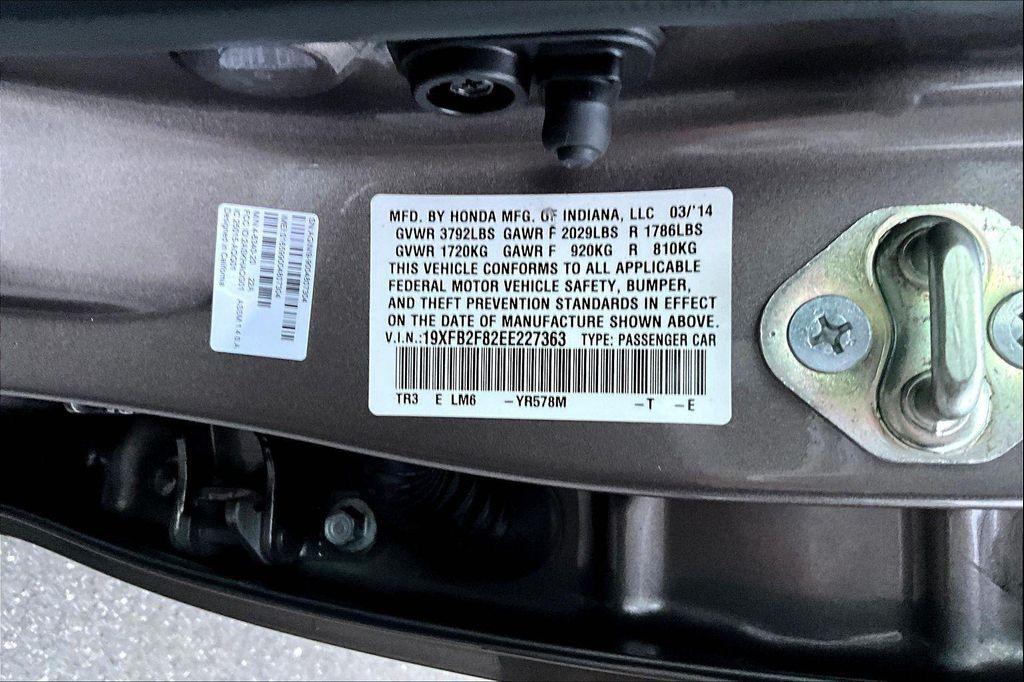 MFD. BY HONDA MFG. OF INDIANA, LLC 03/'14
GVWR 3792LBS GAWR F 2029LBS R 1786LBS
GVWR 1720KG GAWR F 920KG R 810KG
THIS VEHICLE CONFORMS TO ALL APPLICABLE
FEDERAL MOTOR VEHICLE SAFETY, BUMPER,
AND THEFT PREVENTION STANDARDS IN EFFECT
ON THE DATE OF MANUFACTURE SHOWN ABOVE.
V.I.N.:19XFB2F82EE227363 TYPE: PASSENGER CAR
TR3 E LM6 -YR578M -T -E
Designed California